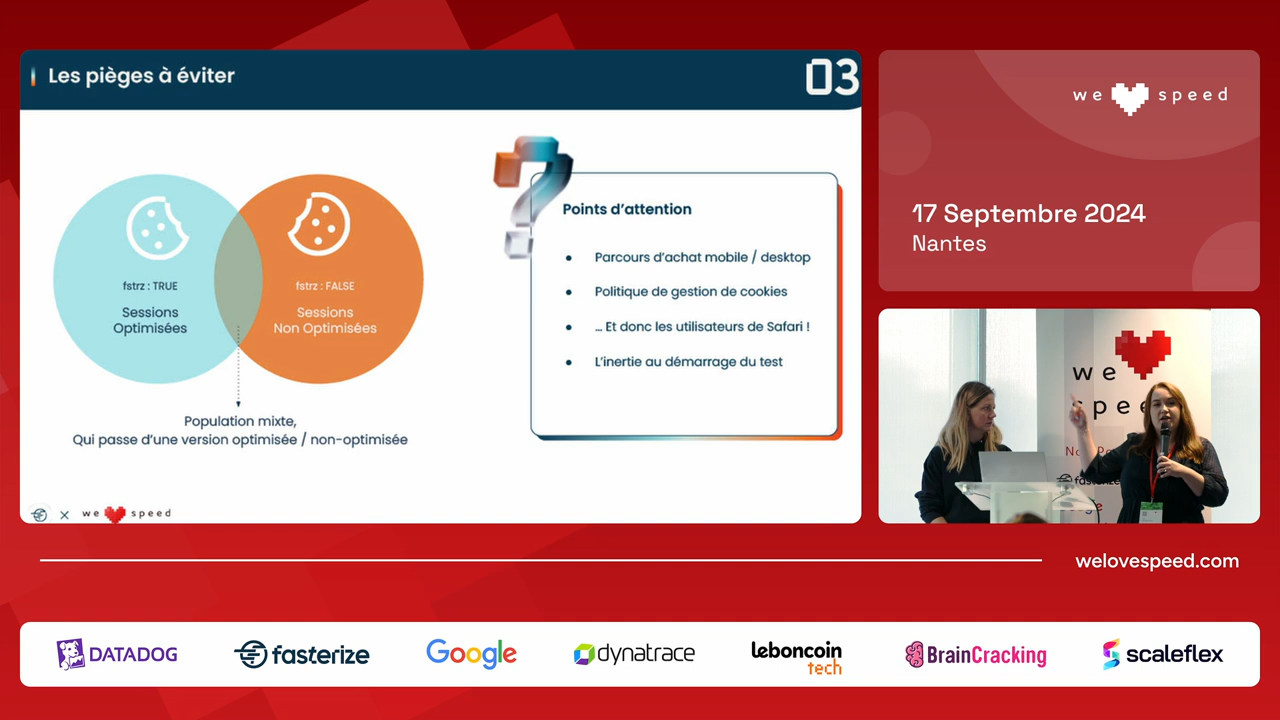 Les pièges à éviter
03
fstrz : TRUE
Sessions
Optimisées
fstrz : FALSE
Sessions
Non Optimisées
Population mixte,
Qui passe d'une version optimisée / non-optimisée
Points d'attention
● Parcours d'achat mobile / desktop
● Politique de gestion de cookies
● ... Et donc les utilisateurs de Safari !
● L'inertie au démarrage du test
we speed
we speed
17 Septembre 2024
Nantes
we
spee
welovespeed.com
DATADOG
fasterize
Google
dynatrace
leboncoin
tech
BrainCracking
scaleflex